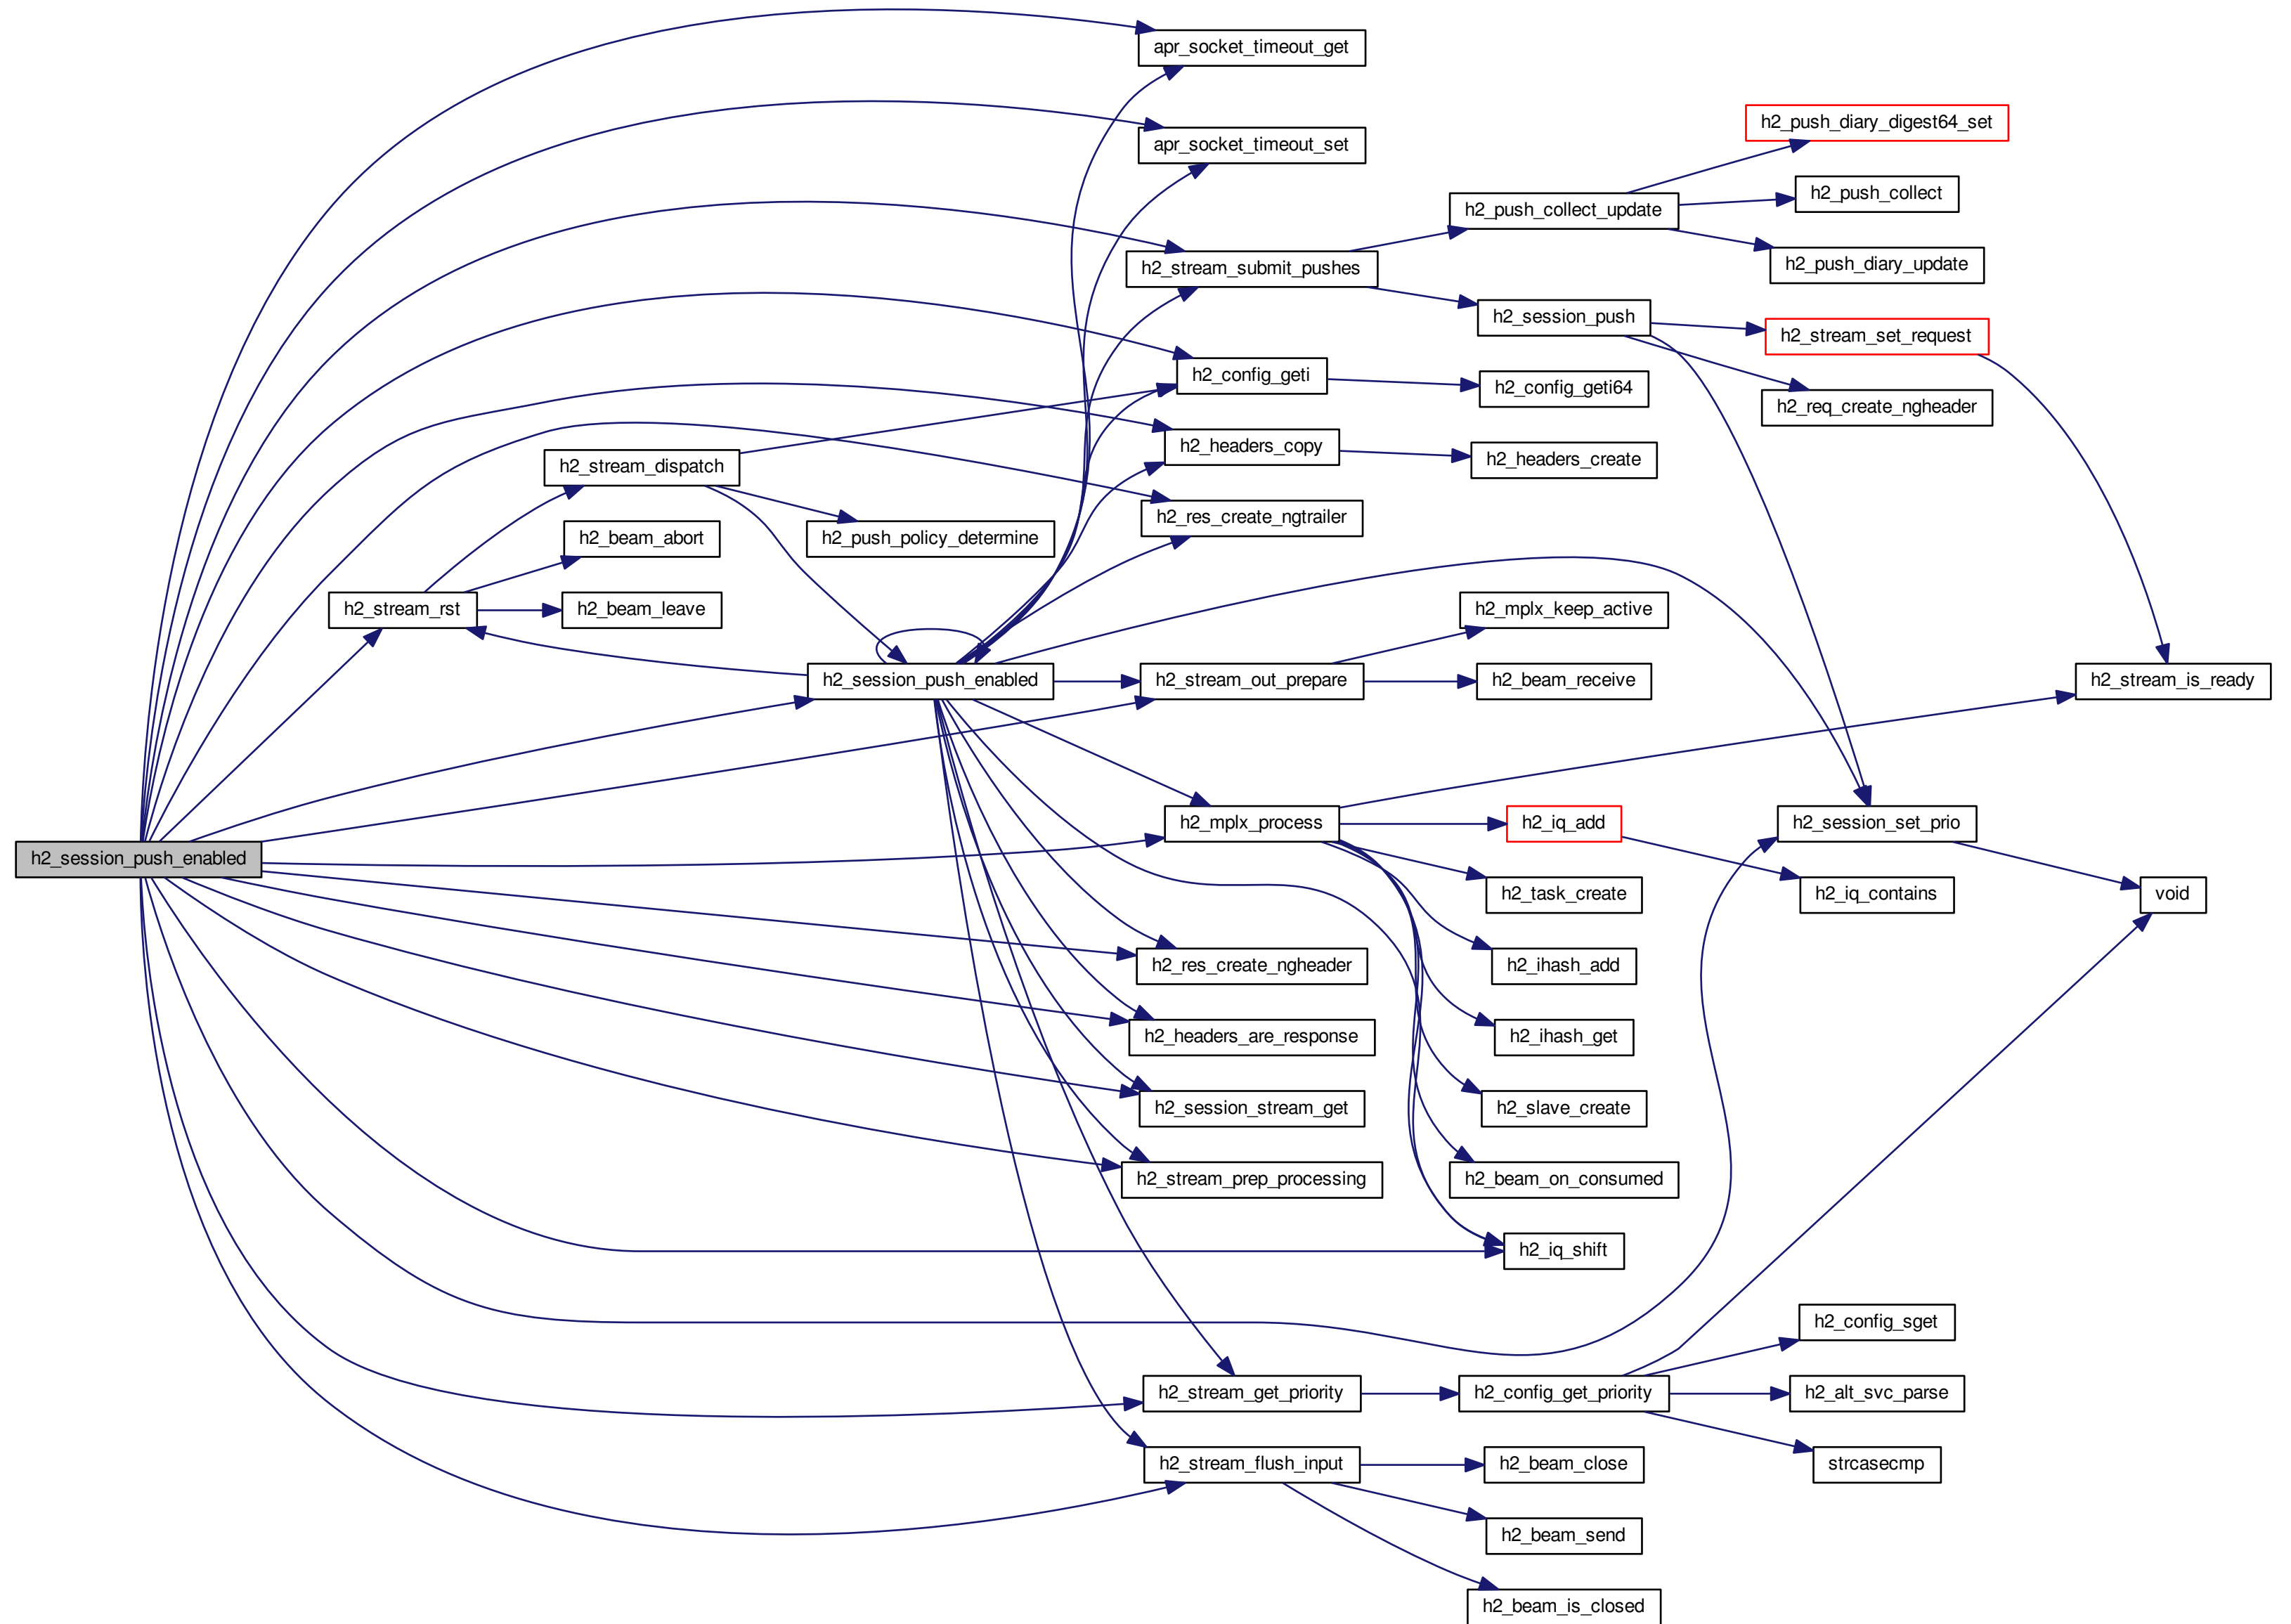 apr_socket_timeout_get
apr_socket_timeout_set
h2_push_diary_digest64_set
h2_push_collect
h2_push_collect_update
h2_push_diary_update
h2_stream_submit_pushes
h2_session_push
h2_stream_set_request
h2_req_create_ngheader
h2_config_geti
h2_config_geti64
h2_headers_copy
h2_headers_create
h2_stream_dispatch
h2_res_create_ngtrailer
h2_beam_abort
h2_push_policy_determine
h2_stream_rst
h2_beam_leave
h2_mplx_keep_active
h2_session_push_enabled
h2_stream_out_prepare
h2_beam_receive
h2_stream_is_ready
h2_mplx_process
h2_iq_add
h2_session_set_prio
h2_session_push_enabled
h2_task_create
h2_iq_contains
void
h2_res_create_ngheader
h2_ihash_add
h2_headers_are_response
h2_ihash_get
h2_session_stream_get
h2_slave_create
h2_stream_prep_processing
h2_beam_on_consumed
h2_iq_shift
h2_config_sget
h2_stream_get_priority
h2_config_get_priority
h2_alt_svc_parse
h2_stream_flush_input
h2_beam_close
strcasecmp
h2_beam_send
h2_beam_is_closed